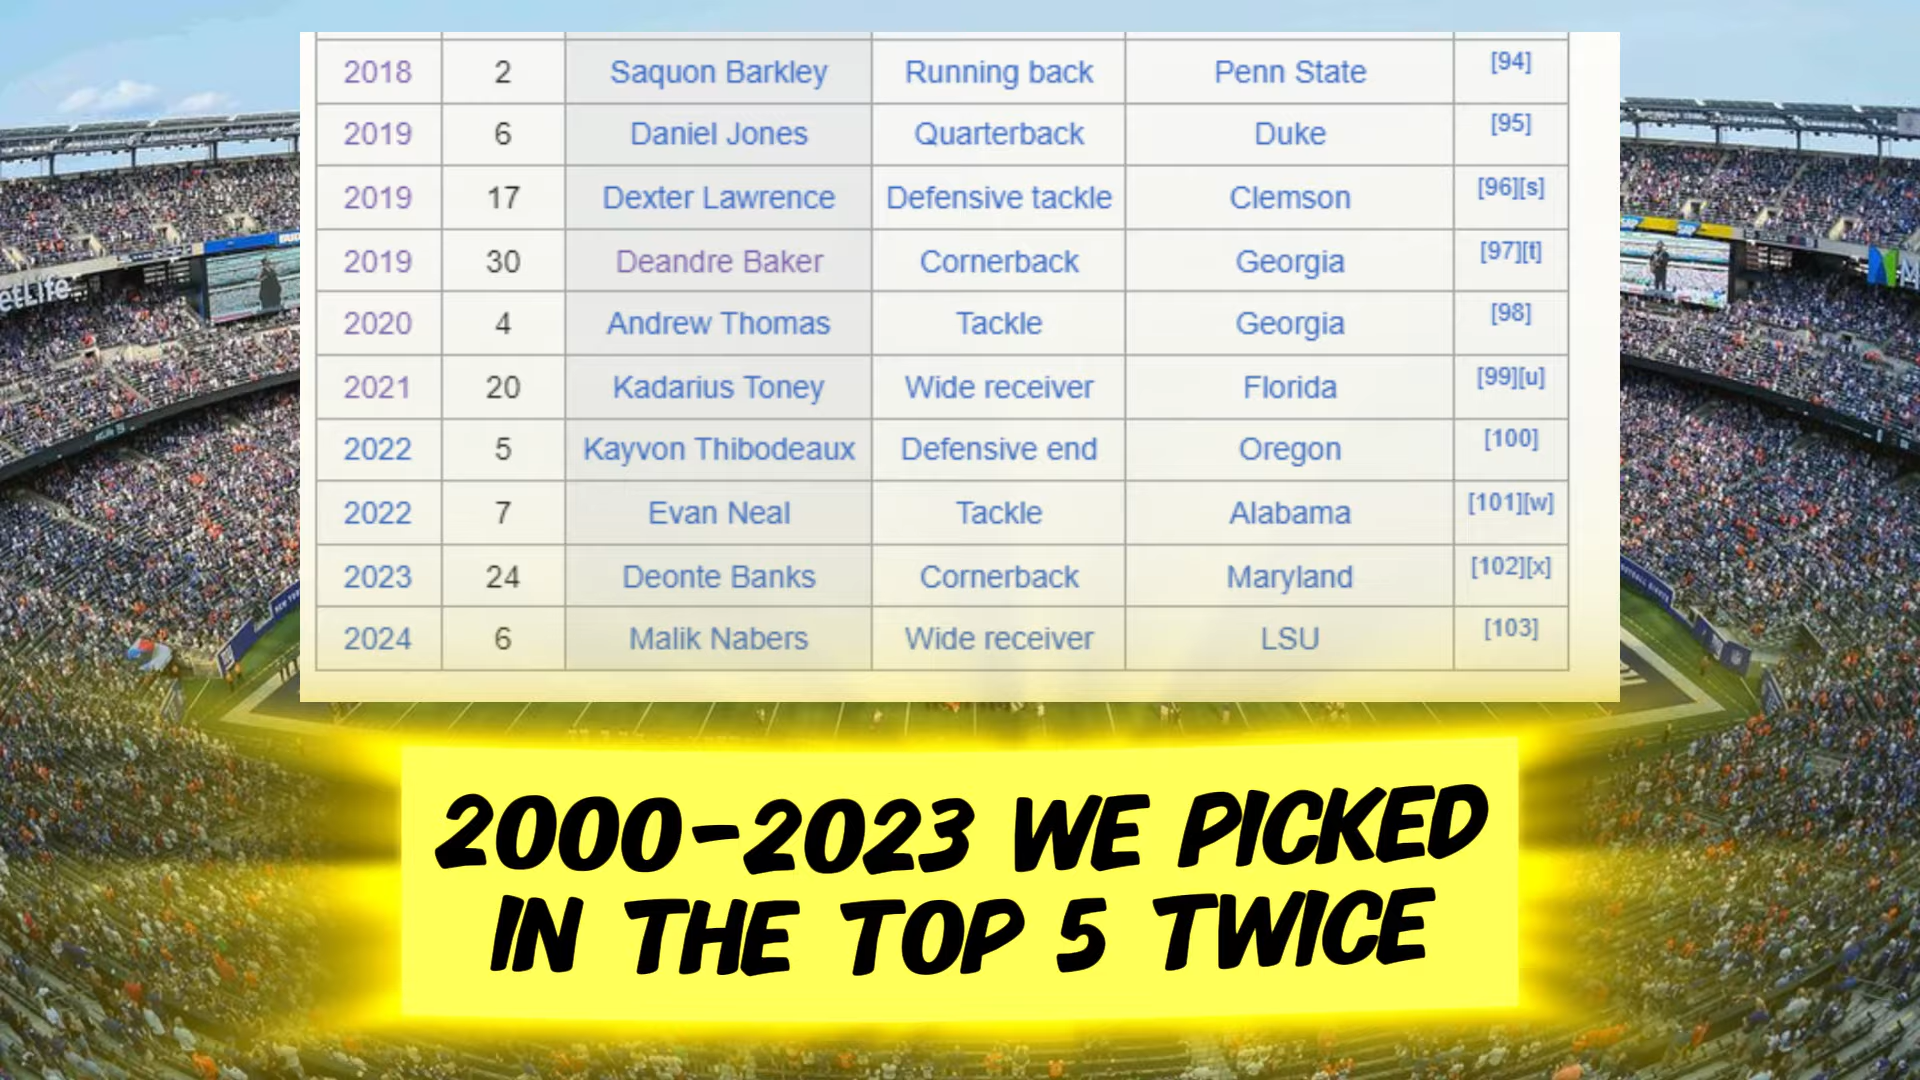 2018 2 Saquon Barkley Running back Penn State [94]
2019 6 Daniel Jones Quarterback Duke [95]
2019 17 Dexter Lawrence Defensive tackle Clemson [96][s]
2019 30 Deandre Baker Cornerback Georgia [97][t]
2020 4 Andrew Thomas Tackle Georgia [98]
2021 20 Kadarius Toney Wide receiver Florida [99][u]
2022 5 Kayvon Thibodeaux Defensive end Oregon [100]
2022 7 Evan Neal Tackle Alabama [101][w]
2023 24 Deonte Banks Cornerback Maryland [102][x]
2024 6 Malik Nabers Wide receiver LSU [103]
etLife
2000-2023 WE PICKED
IN THE TOP 5 TWICE